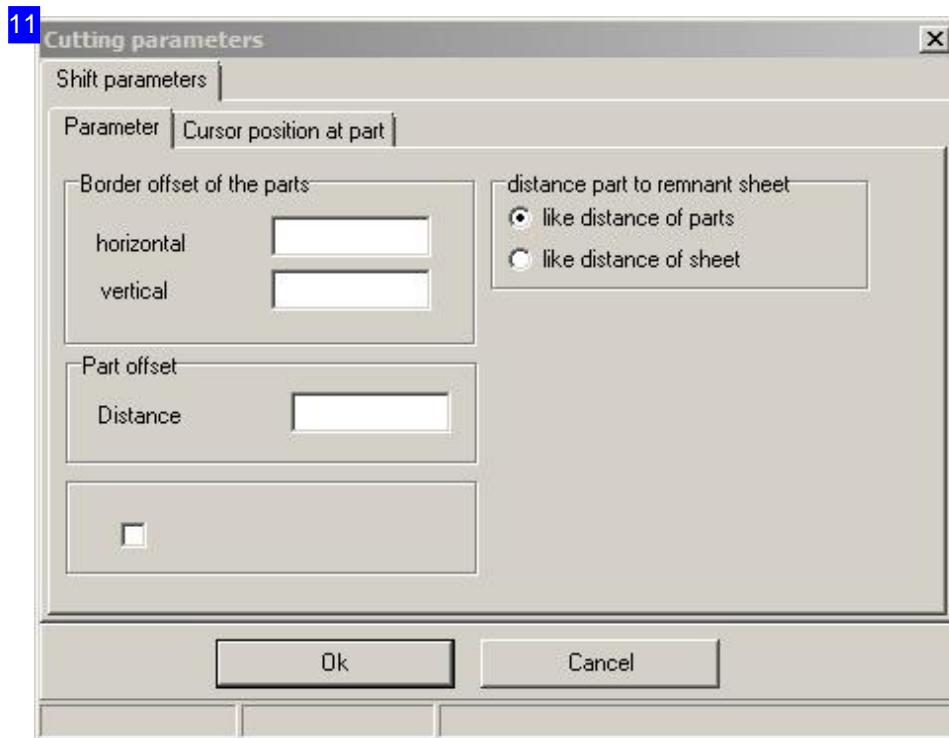 11
Cutting parameters
Shift parameters
Parameter
Cursor position at part
Border offset of the parts
horizontal
vertical
distance part to remnant sheet
like distance of parts
like distance of sheet
Part offset
Distance
Ok
Cancel